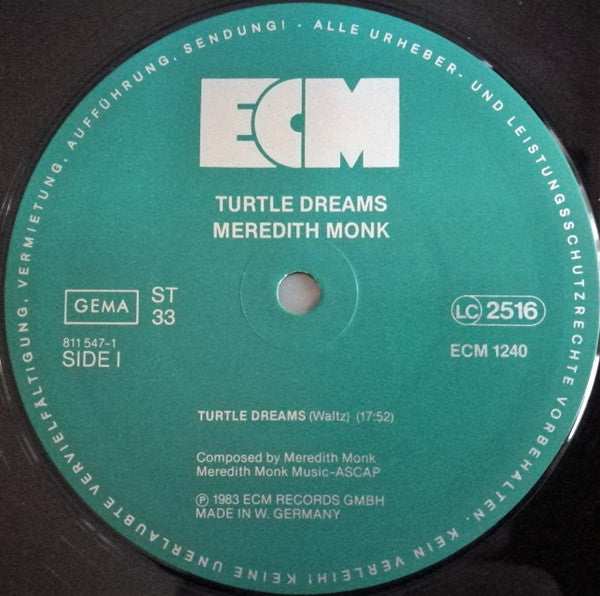 ALLE URHEBER- UND LEISTUNGSSCHUTZRECHTE VORBEHALTEN. KEIN VERLEIH! KEINE UNERLAUBTE VERVIELFÄLTIGUNG, VERMIETUNG, AUFFÜHRUNG, SENDUNG! -
ECM
TURTLE DREAMS
MEREDITH MONK
GEMA
ST
33
811 547-1
SIDE I
LC 2516
ECM 1240
TURTLE DREAMS (Waltz) (17:52)
Composed by Meredith Monk
Meredith Monk Music-ASCAP
Ⓟ 1983 ECM RECORDS GMBH
MADE IN W. GERMANY